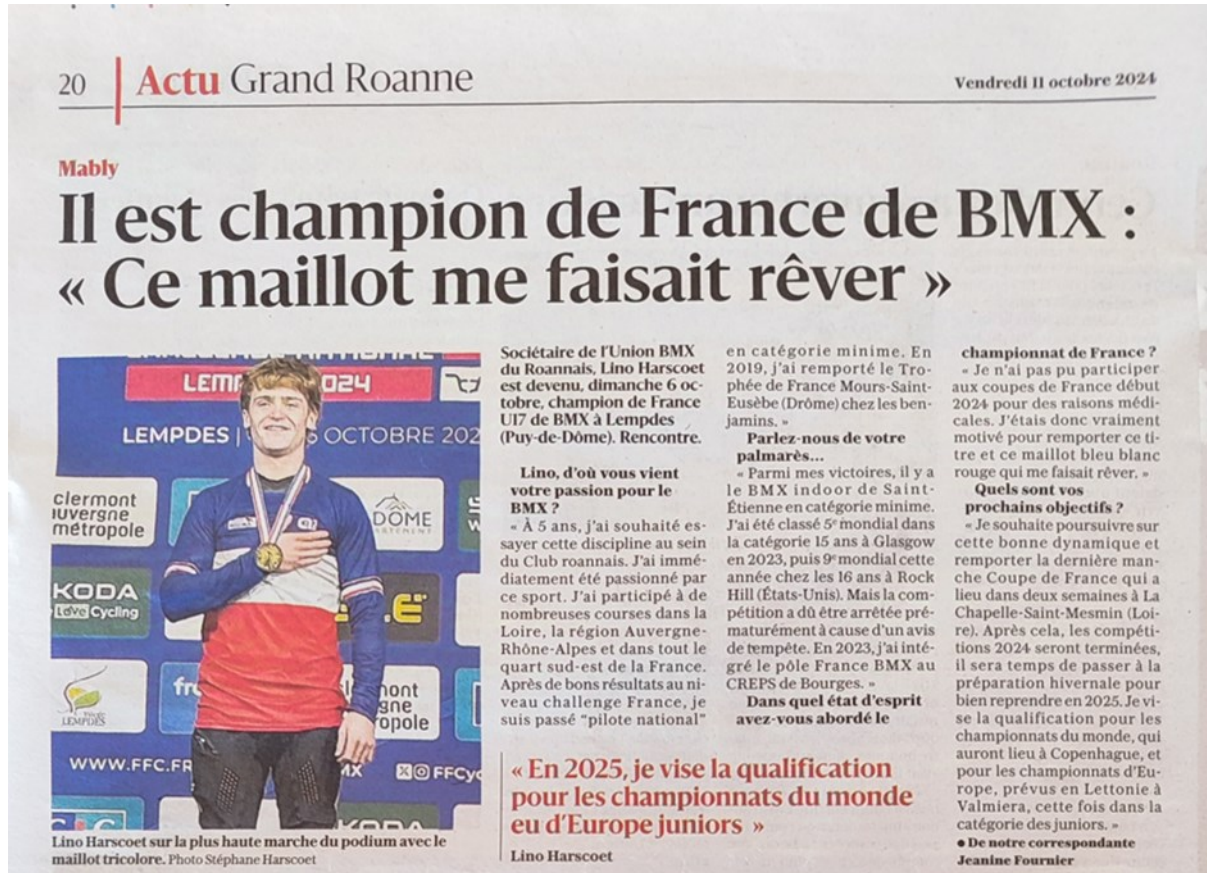 20
Actu Grand Roanne
Vendredi 11 octobre 2024
Mably
Il est champion de France de BMX :
« Ce maillot me faisait rêver »
2024
LEMPDES |
OCTOBRE 202
clermont
auvergne
métropole
DÔME
KODA
Love Cycling
LEMPDES
WWW.FFC.FR
FFCyc
Lino Harscoet sur la plus haute marche du podium avec le
maillot tricolore. Photo Stéphane Harscoet
Sociétaire de l'Union BMX
du Roannais, Lino Harscoet
est devenu, dimanche 6 oc-
tobre, champion de France
U17 de BMX à Lempdes
(Puy-de-Dôme). Rencontre.
Lino, d'où vous vient
votre passion pour le
BMX ?
« À 5 ans, j'ai souhaité es-
sayer cette discipline au sein
du Club roannais. J'ai immé-
diatement été passionné par
ce sport. J'ai participé à de
nombreuses courses dans la
Loire, la région Auvergne-
Rhône-Alpes et dans tout le
quart sud-est de la France.
Après de bons résultats au ni-
veau challenge France, je
suis passé "pilote national"
en catégorie minime. En
2019, j'ai remporté le Tro-
phée de France Mours-Saint-
Eusèbe (Drôme) chez les ben-
jamins. »
Parlez-nous de votre
palmarès...
« Parmi mes victoires, il y a
le BMX indoor de Saint-
Étienne en catégorie minime.
J'ai été classé 5e mondial dans
la catégorie 15 ans à Glasgow
en 2023, puis 9e mondial cette
année chez les 16 ans à Rock
Hill (États-Unis). Mais la com-
pétition a dû être arrêtée pré-
maturément à cause d'un avis
de tempête. En 2023, j'ai inté-
gré le pôle France BMX au
CREPS de Bourges. »
Dans quel état d'esprit
avez-vous abordé le
championnat de France ?
« Je n'ai pas pu participer
aux coupes de France début
2024 pour des raisons médi-
cales. J'étais donc vraiment
motivé pour remporter ce ti-
tre et ce maillot bleu blanc
rouge qui me faisait rêver. »
Quels sont vos
prochains objectifs ?
« Je souhaite poursuivre sur
cette bonne dynamique et
remporter la dernière man-
che Coupe de France qui a
lieu dans deux semaines à La
Chapelle-Saint-Mesmin (Loi-
re). Après cela, les compéti-
tions 2024 seront terminées,
il sera temps de passer à la
préparation hivernale pour
bien reprendre en 2025. Je vi-
se la qualification pour les
championnats du monde, qui
auront lieu à Copenhague, et
pour les championnats d'Eu-
rope, prévus en Lettonie à
Valmiera, cette fois dans la
catégorie des juniors. »
● De notre correspondante
Jeanine Fournier
« En 2025, je vise la qualification
pour les championnats du monde
eu d'Europe juniors »
Lino Harscoet